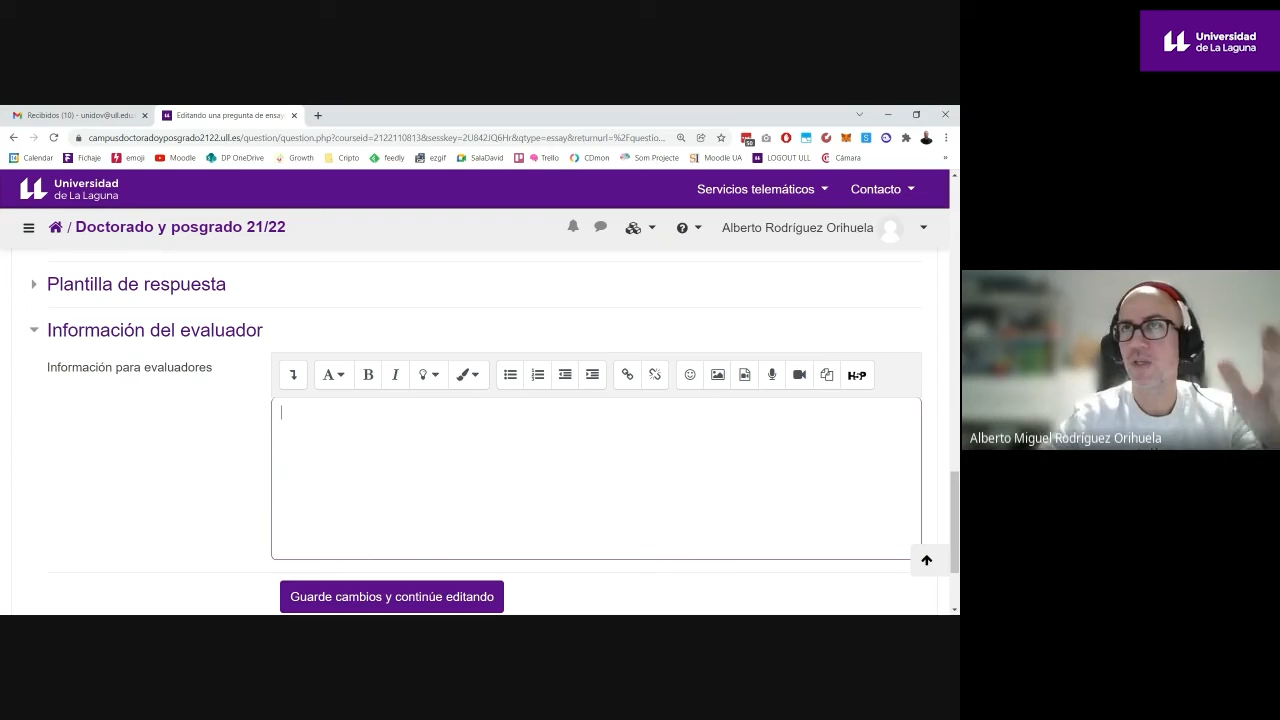 Universidad
de La Laguna
Recibidos (10) - unidov@ull.edu.
Editando una pregunta de ensay
campusdoctoradoyposgrado2122.ull.es/question/question.php?courseid=2122110813&sesskey=2U842JQ6Hr&qtype=essay&returnurl=%2Fquestio...
50
Calendar
Fichaje
emoji
Moodle
DP OneDrive
Growth
Cripto
feedly
ezgif
SalaDavid
Trello
CDmon
Som Projecte
Moodle UA
LOGOUT ULL
Cámara
Universidad
de La Laguna
Servicios telemáticos
Contacto
/ Doctorado y posgrado 21/22
Alberto Rodríguez Orihuela
Plantilla de respuesta
Información del evaluador
Información para evaluadores
A
B
I
H5P
Guarde cambios y continúe editando
Alberto Miguel Rodríguez Orihuela